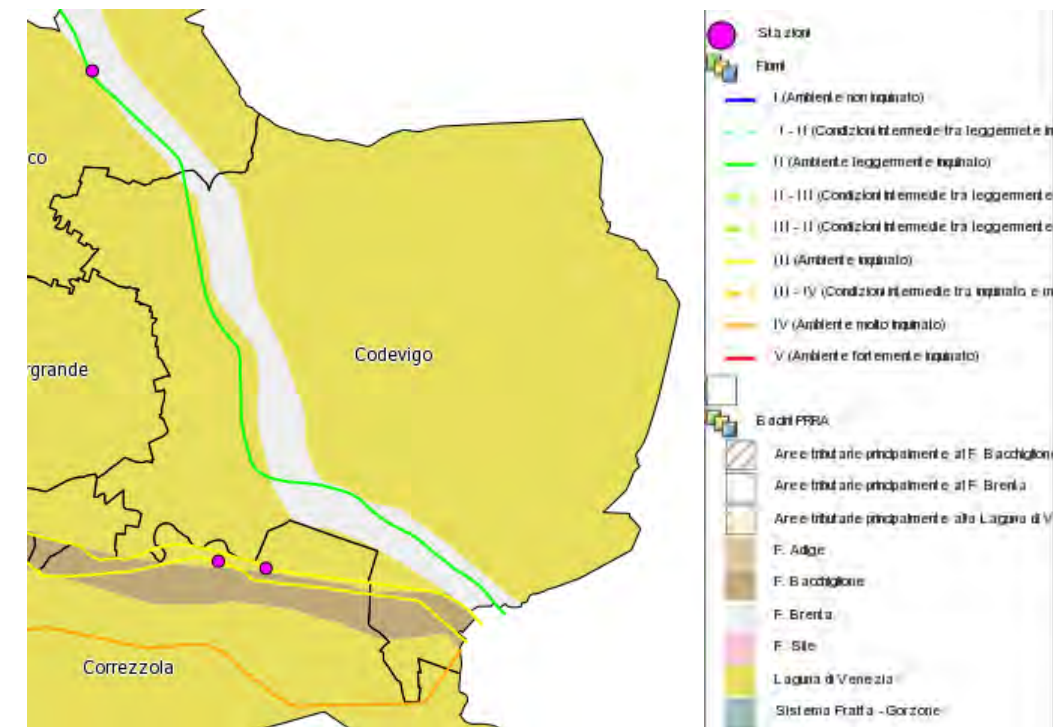 co
rgrande
Codevigo
Correzzola
Stazioni
Fiumi
I (Ambiente non inquinato)
I - II (Condizioni intermedie tra leggermete in
II (Ambiente leggermente inquinato)
II - III (Condizioni intermedie tra leggermente
III - II (Condizioni intermedie tra leggermente
III (Ambiente inquinato)
III - IV (Condizioni intermedie tra inquinato e m
IV (Ambiente molto inquinato)
V (Ambiente fortemente inquinato)
Bacini PRRA
Aree tributarie principalmente al F. Bacchiglione
Aree tributarie principalmente al F. Brenta
Aree tributarie principalmente alla Laguna di V
F. Adige
F. Bacchiglione
F. Brenta
F. Sile
Laguna di Venezia
Sistema Fratta - Gorzone